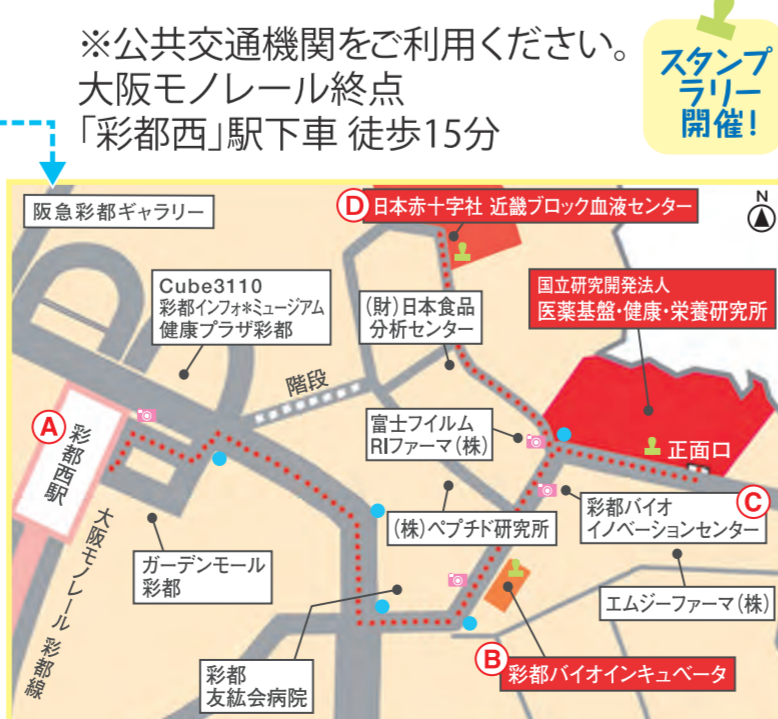 ※公共交通機関をご利用ください。
大阪モノレール終点
「彩都西」駅下車 徒歩15分
スタンプ
ラリー
開催!
阪急彩都ギャラリー
D 日本赤十字社 近畿ブロック血液センター
N
Cube3110
彩都インフォ*ミュージアム
健康プラザ彩都
(財)日本食品
分析センター
国立研究開発法人
医薬基盤・健康・栄養研究所
階段
A
彩都西駅
富士フイルム
RIファーマ(株)
正面口
大阪モノレール 彩都線
ガーデンモール
彩都
(株)ペプチド研究所
彩都バイオ
イノベーションセンター
C
エムジーファーマ(株)
彩都
友紘会病院
B 彩都バイオインキュベータ